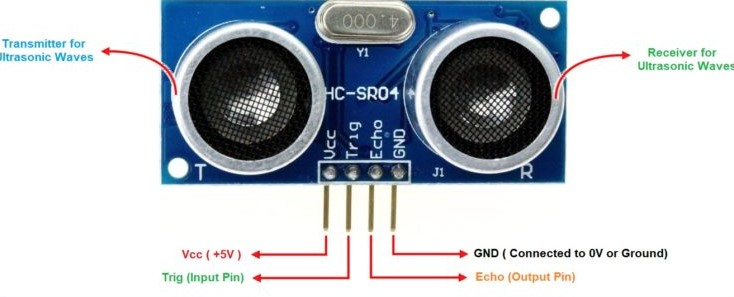 4.000
Y1
Transmitter for
Ultrasonic Waves
Receiver for
Ultrasonic Waves
HC-SR04
Vcc
Trig
Echo
GND
T
J1
R
Vcc ( +5V )
GND ( Connected to 0V or Ground)
Trig (Input Pin)
Echo (Output Pin)